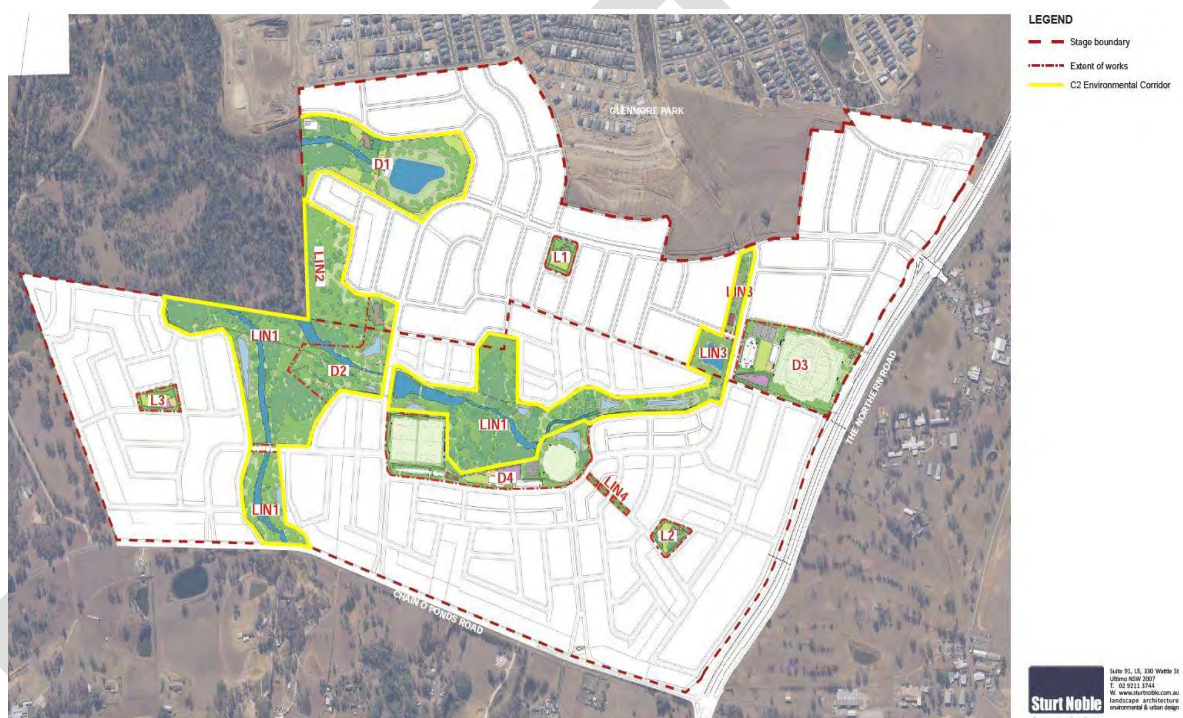 LEGEND
Stage boundary
Extent of works
C2 Environmental Corridor
GLENMORE PARK
D1
LIN2
L1
LIN3
LIN1
LIN3
D3
D2
L3
LIN1
THE NORTHERN ROAD
D4
LIN4
LIN1
L2
CHAIN O PONDS ROAD
Sturt Noble
Suite 91, L5, 330 Wattle St
Ultimo NSW 2007
T. 02 9211 3744
W. www.sturtnoble.com.au
landscape architecture
environmental & urban design